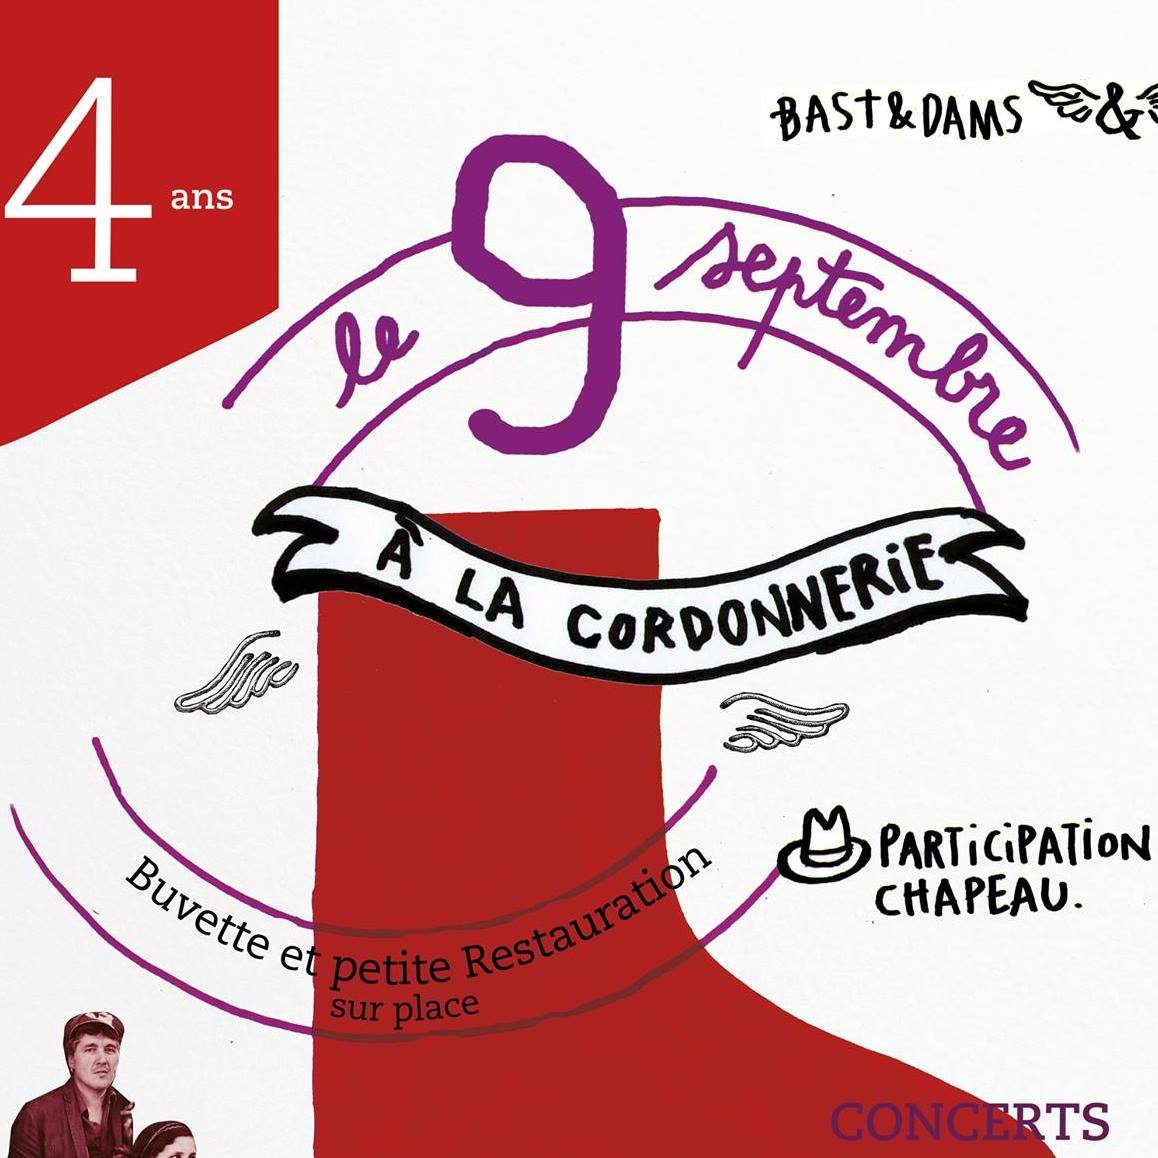 4 ans
BAST & DAMS &
le 9 septembre
À LA CORDONNERiE
PARTiCiPATiON
CHAPEAU.
Buvette et petite Restauration
sur place
CONCERTS